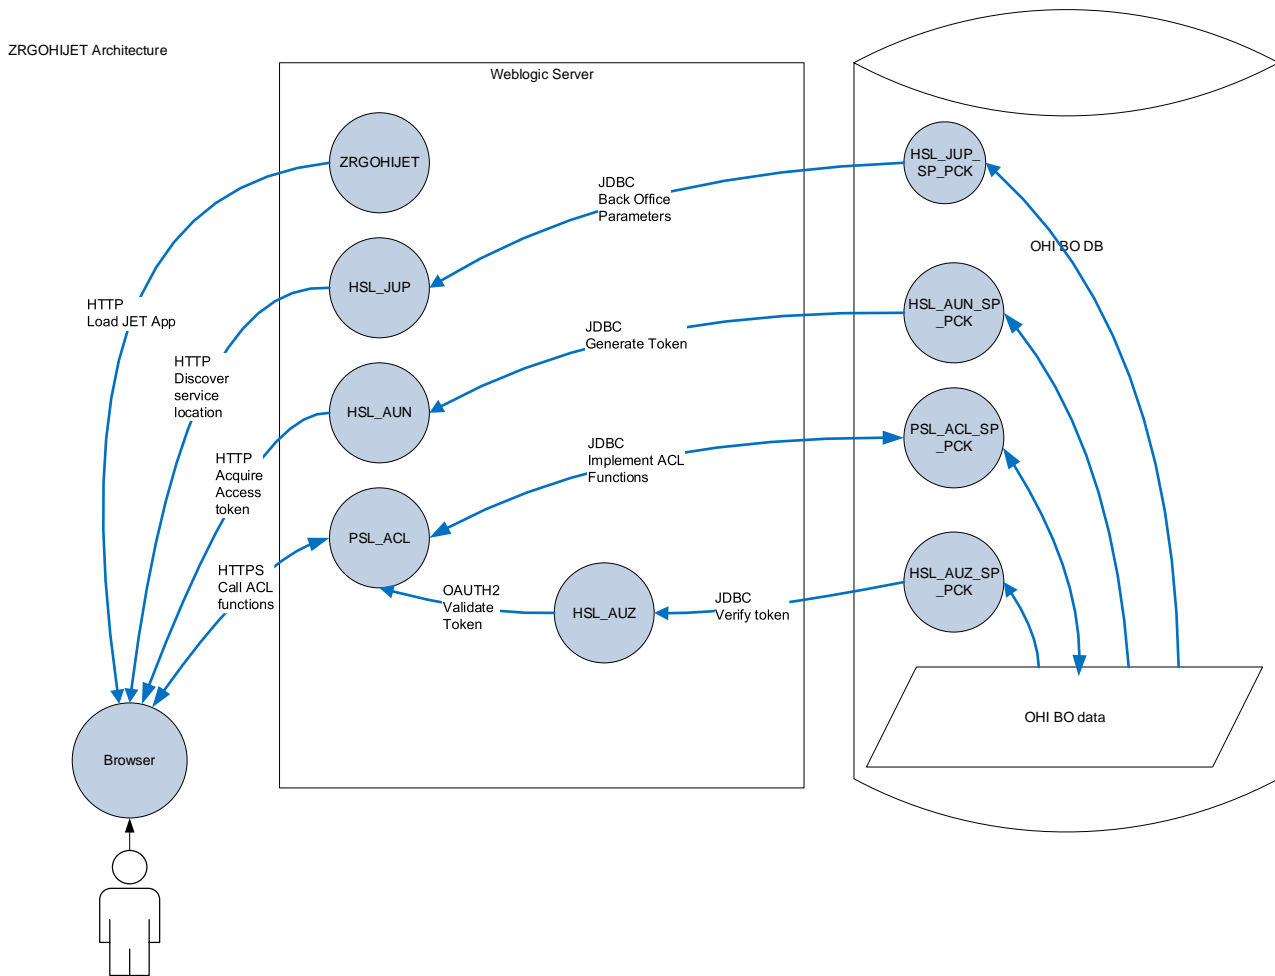 ZRGOHIJET Architecture
Weblogic Server
ZRGOHIJET
HSL_JUP_
SP_PCK
JDBC
Back Office
Parameters
OHI BO DB
HSL_JUP
HTTP
Load JET App
HSL_AUN_SP
_PCK
JDBC
Generate Token
HTTP
Discover
service
location
HSL_AUN
PSL_ACL_SP
_PCK
JDBC
Implement ACL
Functions
HTTP
Acquire
Access
token
PSL_ACL
HTTPS
Call ACL
functions
OAUTH2
Validate
Token
HSL_AUZ
JDBC
Verify token
HSL_AUZ_SP
_PCK
OHI BO data
Browser